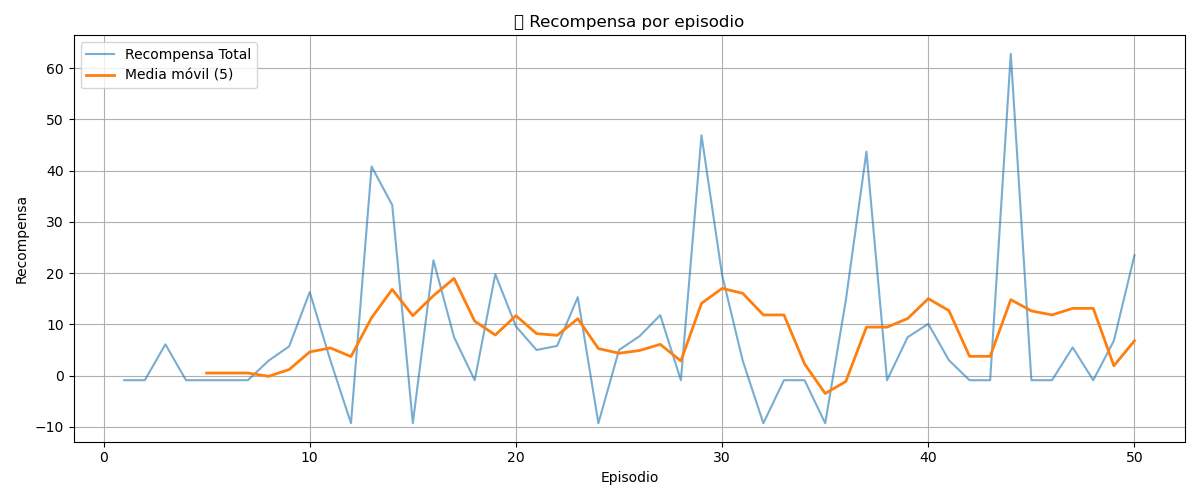 Recompensa por episodio
Recompensa Total
Media móvil (5)
Recompensa
60
50
40
30
20
10
0
−10
0 10 20 30 40 50
Episodio